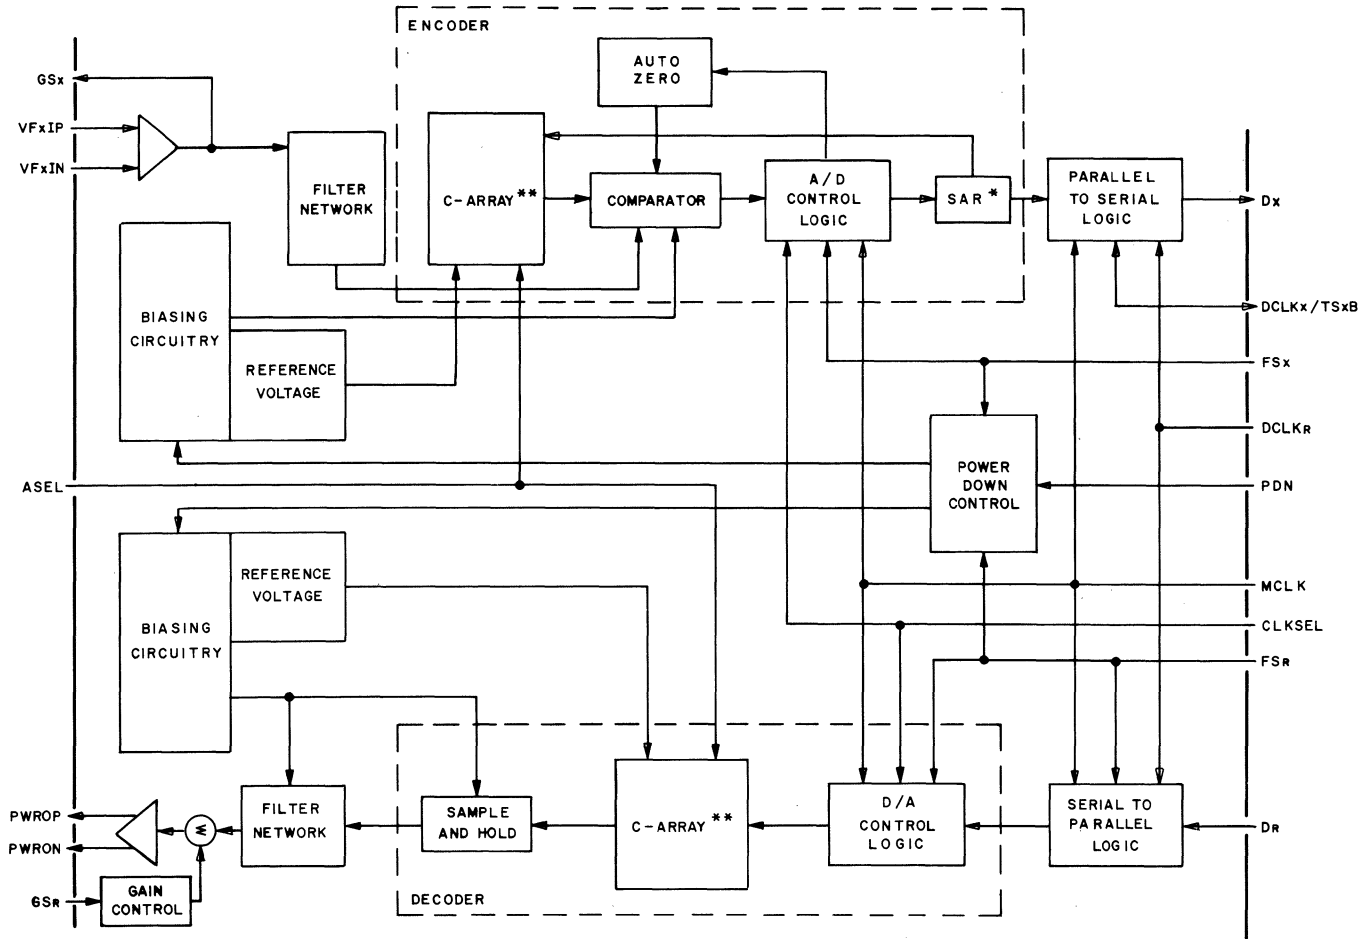 ENCODER
AUTO
ZERO
GSx
VFxIP
VFxIN
FILTER
NETWORK
C-ARRAY **
COMPARATOR
A/D
CONTROL
LOGIC
SAR *
PARALLEL
TO SERIAL
LOGIC
Dx
BIASING
CIRCUITRY
REFERENCE
VOLTAGE
DCLKx/TSxB
FSx
DCLKR
POWER
DOWN
CONTROL
PDN
ASEL
REFERENCE
VOLTAGE
BIASING
CIRCUITRY
MCLK
CLKSEL
FSR
PWROP
PWRON
Σ
FILTER
NETWORK
SAMPLE
AND HOLD
C-ARRAY **
D/A
CONTROL
LOGIC
SERIAL TO
PARALLEL
LOGIC
DR
GSR
GAIN
CONTROL
DECODER